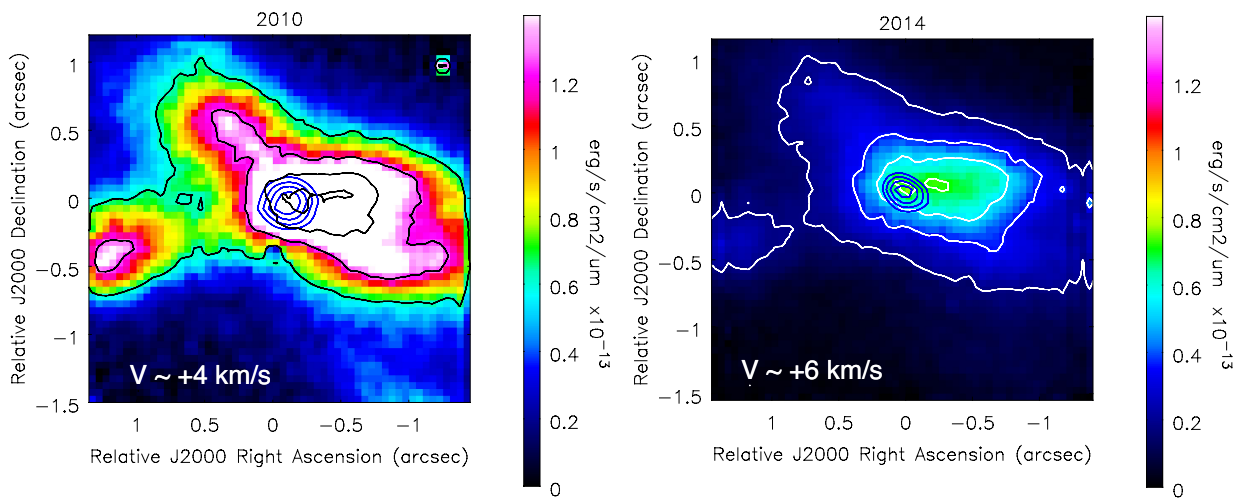 2010
Relative J2000 Declination (arcsec)
1
0.5
0
−0.5
−1
−1.5
V ~ +4 km/s
1 0.5 0 −0.5 −1
Relative J2000 Right Ascension (arcsec)
1.2
1
0.8
0.6
0.4
0.2
0
erg/s/cm2/um x10−13
2014
Relative J2000 Declination (arcsec)
1
0.5
0
−0.5
−1
−1.5
V ~ +6 km/s
1 0.5 0 −0.5 −1
Relative J2000 Right Ascension (arcsec)
1.2
1
0.8
0.6
0.4
0.2
0
erg/s/cm2/um x10−13